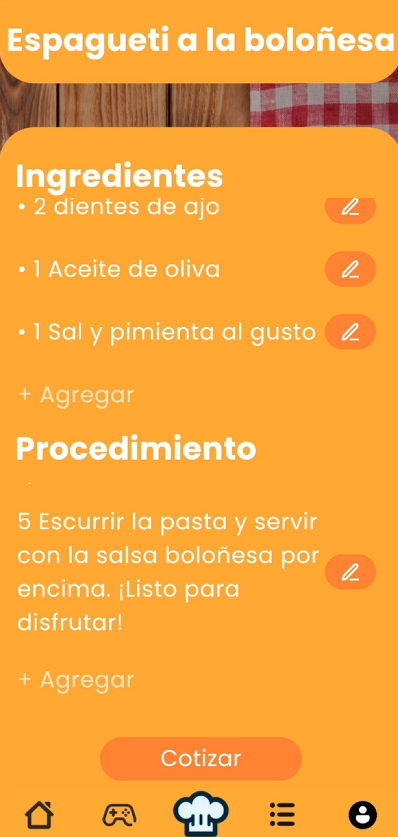 Espagueti a la boloñesa
Ingredientes
• 2 dientes de ajo
• 1 Aceite de oliva
• 1 Sal y pimienta al gusto
+ Agregar
Procedimiento
5 Escurrir la pasta y servir
con la salsa boloñesa por
encima. ¡Listo para
disfrutar!
+ Agregar
Cotizar